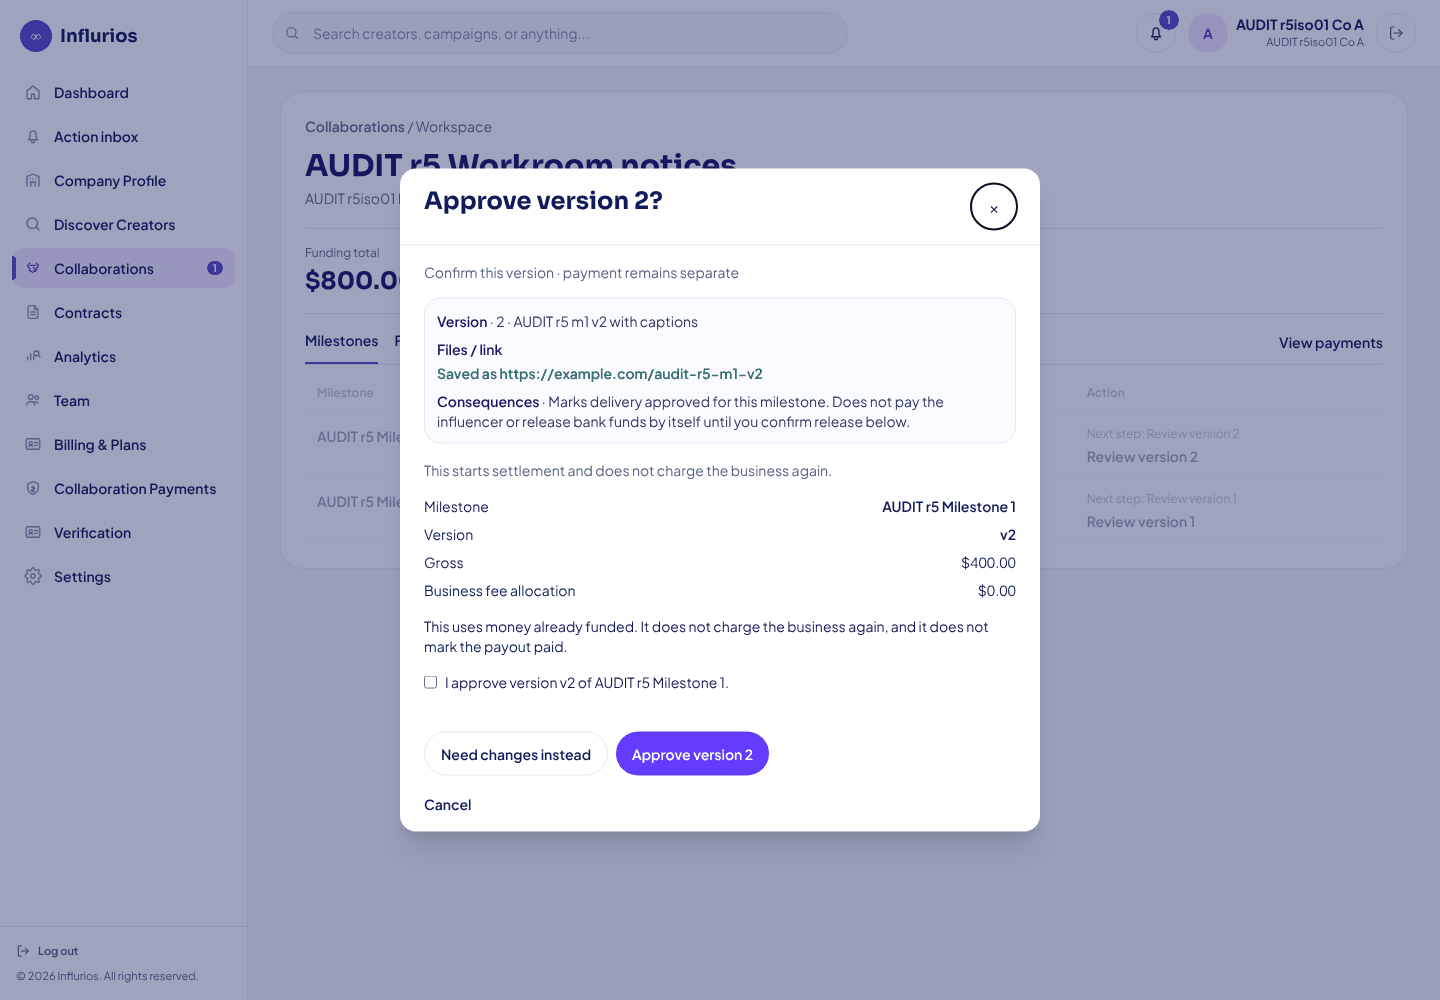 Influrios
Search creators, campaigns, or anything...
1
A
AUDIT r5iso01 Co A
AUDIT r5iso01 Co A
Dashboard
Action inbox
Company Profile
Discover Creators
Collaborations 1
Contracts
Analytics
Team
Billing & Plans
Collaboration Payments
Verification
Settings
Log out
© 2026 Influrios. All rights reserved.
Collaborations / Workspace
AUDIT r5 Workroom notices
AUDIT r5iso01
Funding total
$800.0
Milestones
View payments
Milestone
Action
AUDIT r5
Next step: Review version 2
Review version 2
AUDIT r5
Next step: Review version 1
Review version 1
Approve version 2?
×
Confirm this version · payment remains separate
Version · 2 · AUDIT r5 m1 v2 with captions
Files / link
Saved as https://example.com/audit-r5-m1-v2
Consequences · Marks delivery approved for this milestone. Does not pay the
influencer or release bank funds by itself until you confirm release below.
This starts settlement and does not charge the business again.
Milestone AUDIT r5 Milestone 1
Version v2
Gross $400.00
Business fee allocation $0.00
This uses money already funded. It does not charge the business again, and it does not
mark the payout paid.
I approve version v2 of AUDIT r5 Milestone 1.
Need changes instead
Approve version 2
Cancel